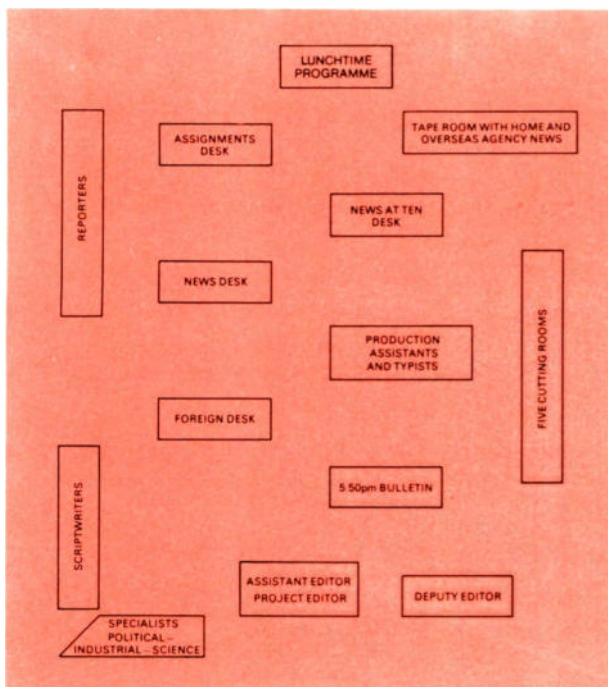 LUNCHTIME
PROGRAMME
TAPE ROOM WITH HOME AND
OVERSEAS AGENCY NEWS
ASSIGNMENTS
DESK
REPORTERS
NEWS AT TEN
DESK
NEWS DESK
FIVE CUTTING ROOMS
PRODUCTION
ASSISTANTS
AND TYPISTS
FOREIGN DESK
SCRIPTWRITERS
5.50pm BULLETIN
ASSISTANT EDITOR
PROJECT EDITOR
DEPUTY EDITOR
SPECIALISTS
POLITICAL –
INDUSTRIAL – SCIENCE